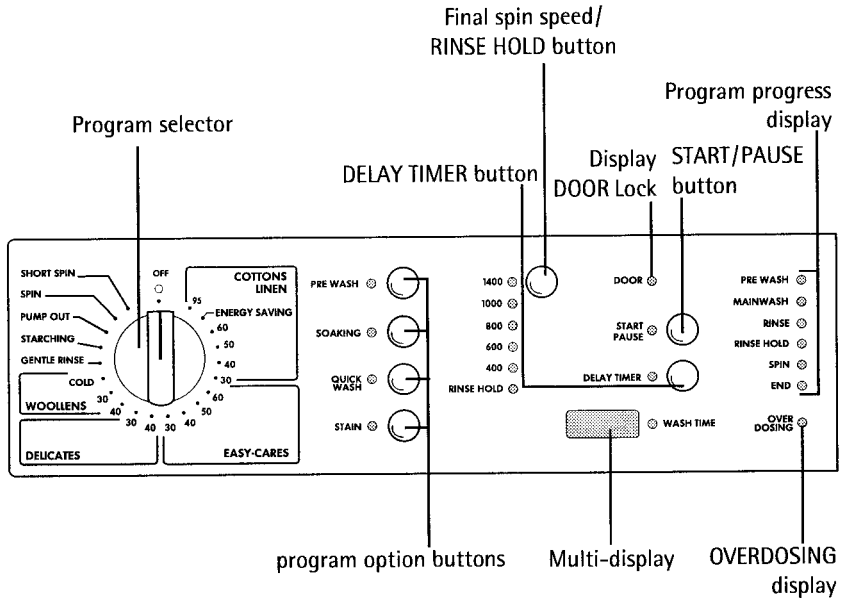 Final spin speed/
RINSE HOLD button
Program progress
display
Program selector
DELAY TIMER button
Display
DOOR Lock
START/PAUSE
button
SHORT SPIN
SPIN
PUMP OUT
STARCHING
GENTLE RINSE
COLD
30
WOOLLENS
40
DELICATES
30
40
OFF
COTTONS
LINEN
95
ENERGY SAVING
60
50
40
30
60
50
40
30
40
EASY-CARES
PRE WASH
SOAKING
QUICK
WASH
STAIN
1400
1000
800
600
400
RINSE HOLD
DOOR
START
PAUSE
DELAY TIMER
WASH TIME
PRE WASH
MAINWASH
RINSE
RINSE HOLD
SPIN
END
OVER
DOSING
program option buttons
Multi-display
OVERDOSING
display